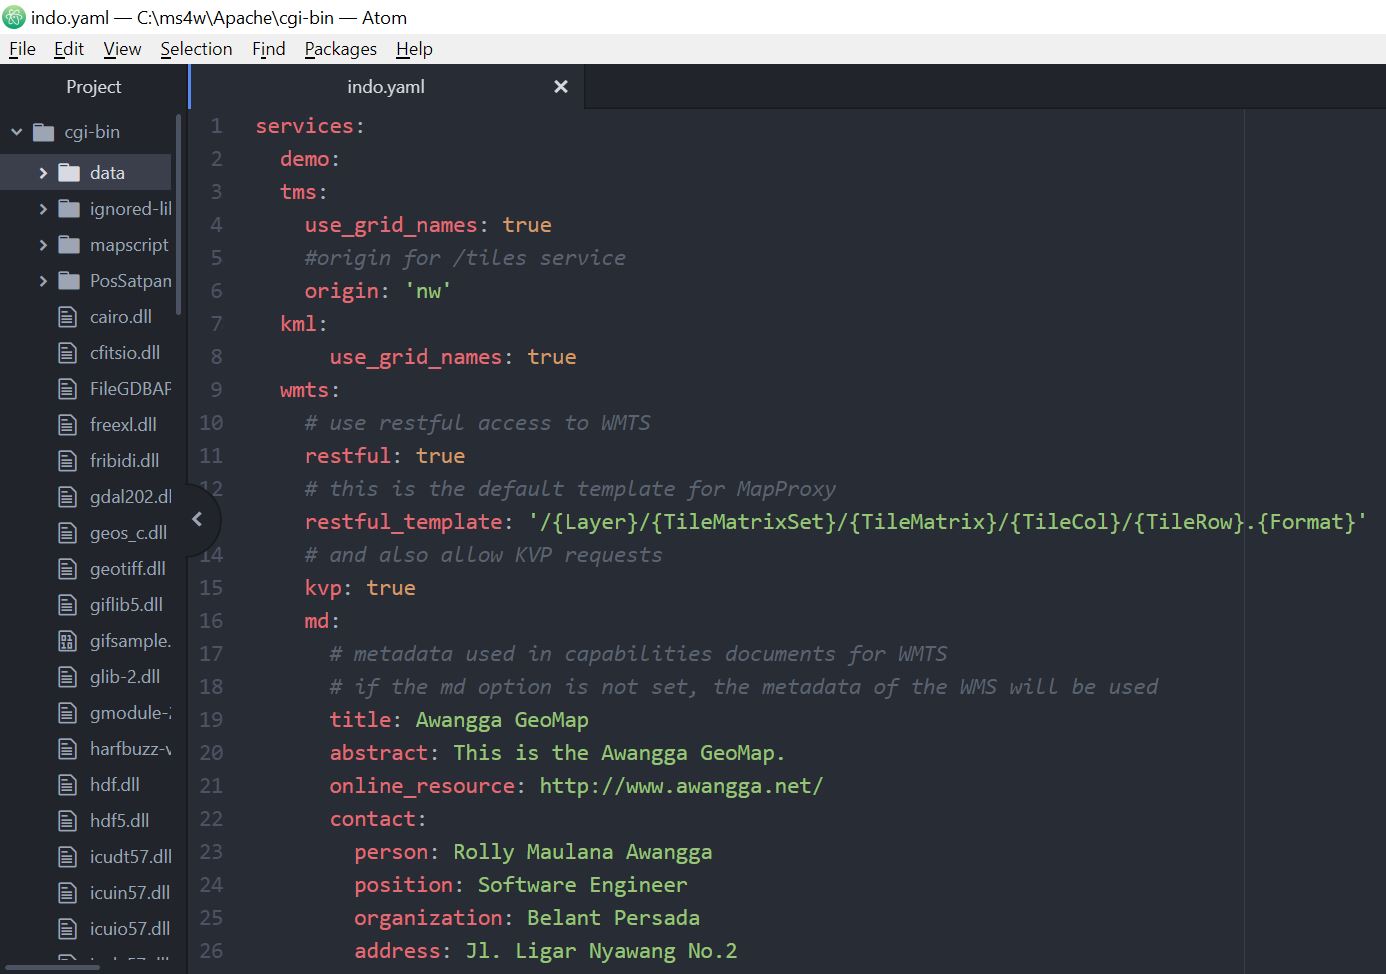 indo.yaml — C:\ms4w\Apache\cgi-bin — Atom
File Edit View Selection Find Packages Help
Project
cgi-bin
data
ignored-lil
mapscript
PosSatpan
cairo.dll
cfitsio.dll
FileGDBAP
freexl.dll
fribidi.dll
gdal202.dl
geos_c.dll
geotiff.dll
giflib5.dll
gifsample.
glib-2.dll
gmodule-2
harfbuzz-v
hdf.dll
hdf5.dll
icudt57.dll
icuin57.dll
icuio57.dll
indo.yaml
1 services:
2   demo:
3   tms:
4     use_grid_names: true
5     #origin for /tiles service
6     origin: 'nw'
7   kml:
8       use_grid_names: true
9   wmts:
10     # use restful access to WMTS
11     restful: true
12     # this is the default template for MapProxy
    restful_template: '/{Layer}/{TileMatrixSet}/{TileMatrix}/{TileCol}/{TileRow}.{Format}'
14     # and also allow KVP requests
15     kvp: true
16     md:
17       # metadata used in capabilities documents for WMTS
18       # if the md option is not set, the metadata of the WMS will be used
19       title: Awangga GeoMap
20       abstract: This is the Awangga GeoMap.
21       online_resource: http://www.awangga.net/
22       contact:
23         person: Rolly Maulana Awangga
24         position: Software Engineer
25         organization: Belant Persada
26         address: Jl. Ligar Nyawang No.2